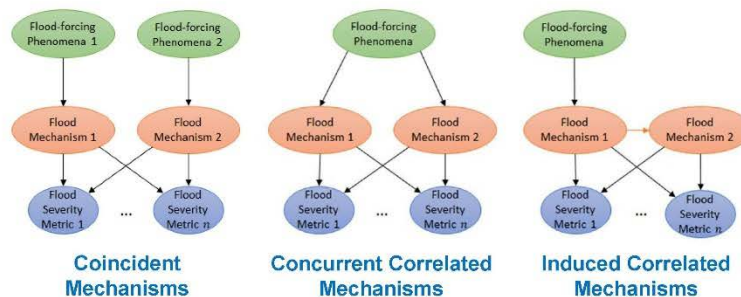 Flood-forcing
Phenomena 1
Flood-forcing
Phenomena 2
Flood
Mechanism 1
Flood
Mechanism 2
Flood
Severity
Metric 1
...
Flood
Severity
Metric n
Coincident
Mechanisms
Flood-forcing
Phenomena
Flood
Mechanism 1
Flood
Mechanism 2
Flood
Severity
Metric 1
...
Flood
Severity
Metric n
Concurrent Correlated
Mechanisms
Flood-forcing
Phenomena
Flood
Mechanism 1
Flood
Mechanism 2
Flood
Severity
Metric 1
...
Flood
Severity
Metric n
Induced Correlated
Mechanisms